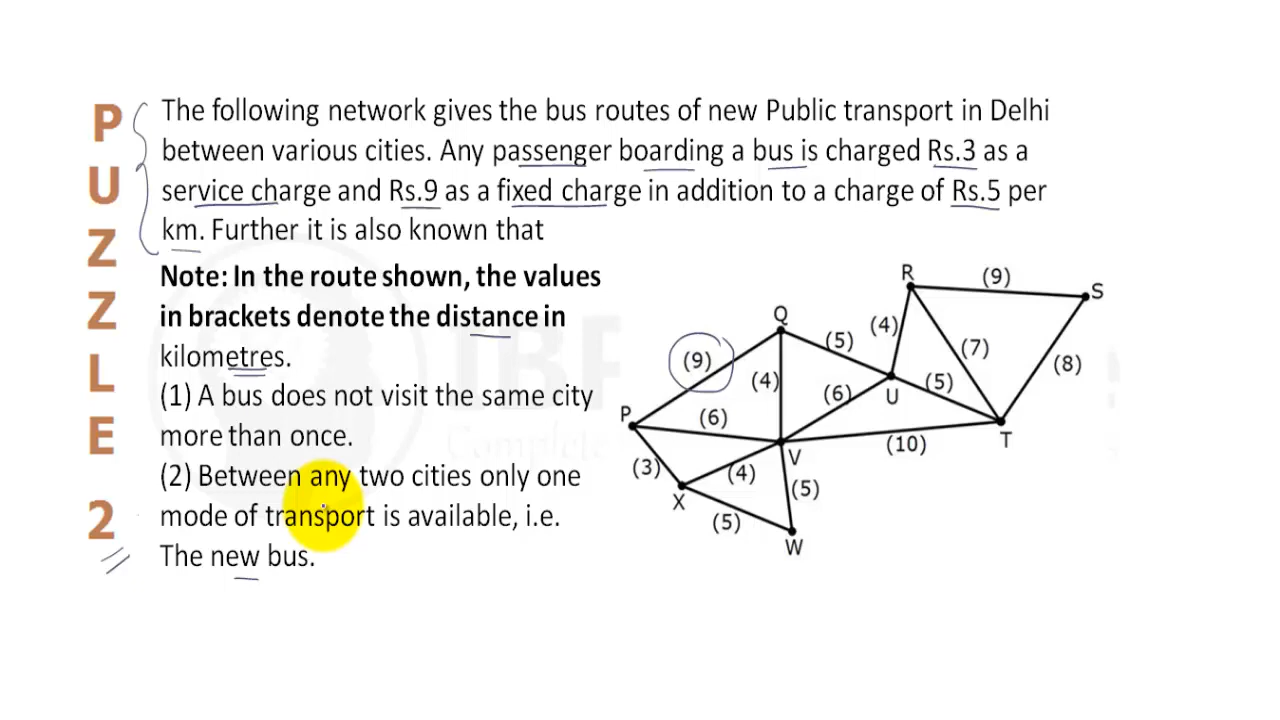 PUZZLE 2
The following network gives the bus routes of new Public transport in Delhi
between various cities. Any passenger boarding a bus is charged Rs.3 as a
service charge and Rs.9 as a fixed charge in addition to a charge of Rs.5 per
km. Further it is also known that
Note: In the route shown, the values
in brackets denote the distance in
kilometres.
(1) A bus does not visit the same city
more than once.
(2) Between any two cities only one
mode of transport is available, i.e.
The new bus.
R
(9)
S
Q
(5)
(4)
(7)
(8)
(9)
(4)
(6)
U
(5)
P
(6)
V
(10)
T
(3)
X
(4)
(5)
(5)
W